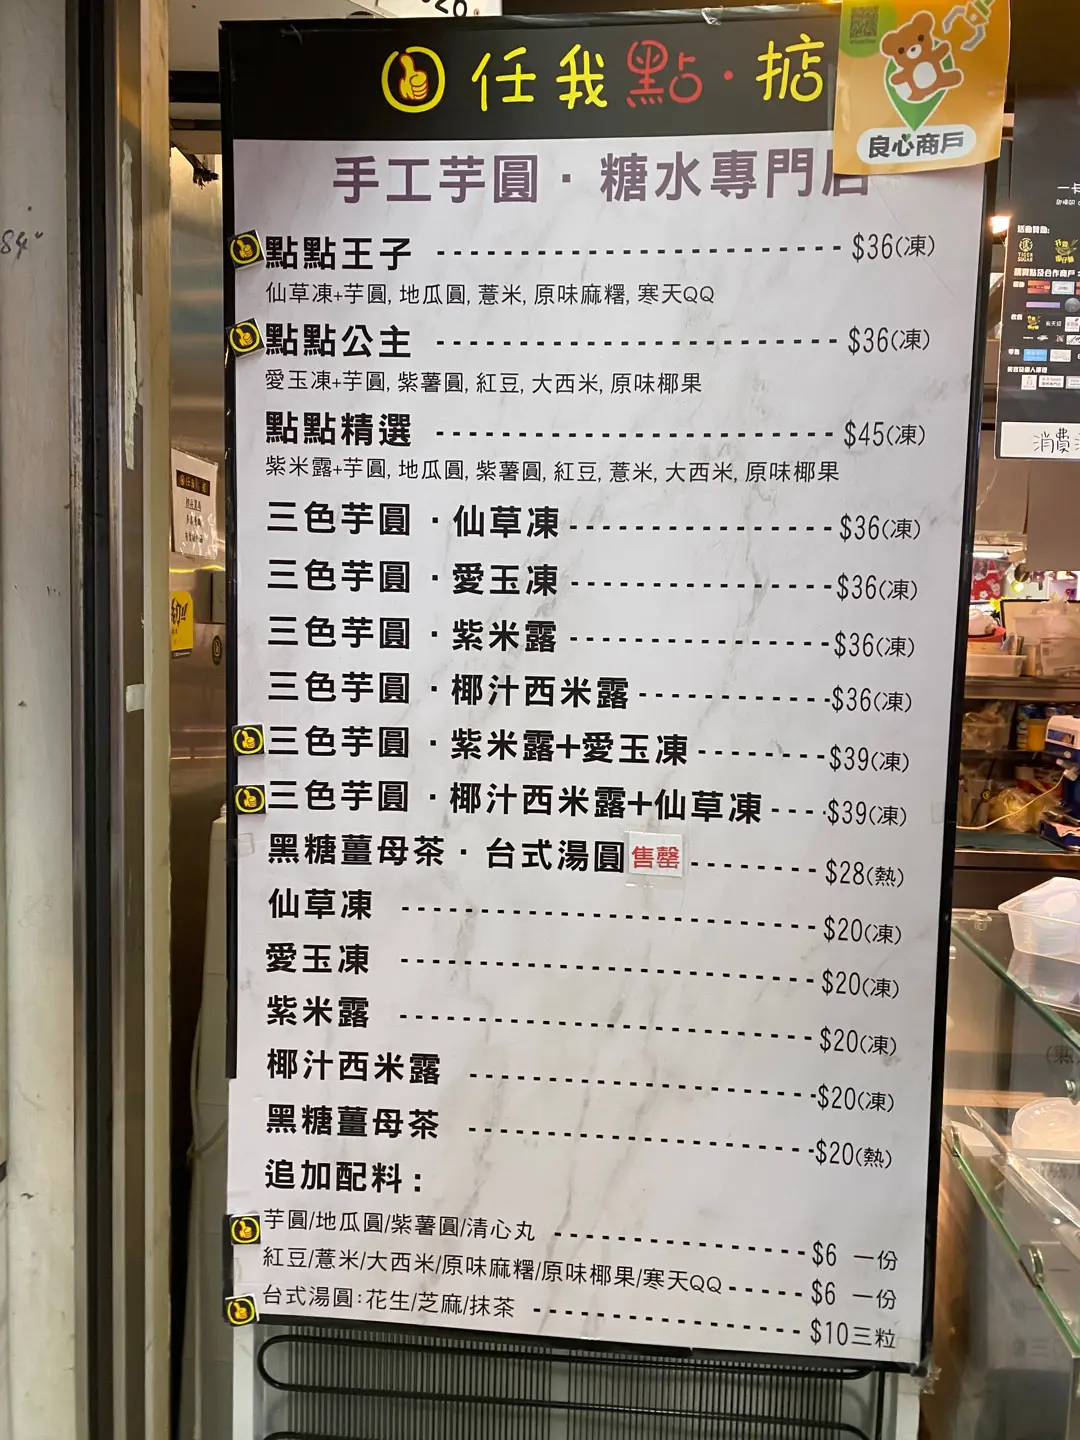 任我點·掂
良心商戶
手工芋圓·糖水專門店
點點王子 $36(凍)
仙草凍+芋圓, 地瓜圓, 薏米, 原味麻糬, 寒天QQ
點點公主 $36(凍)
愛玉凍+芋圓, 紫薯圓, 紅豆, 大西米, 原味椰果
點點精選 $45(凍)
紫米露+芋圓, 地瓜圓, 紫薯圓, 紅豆, 薏米, 大西米, 原味椰果
三色芋圓·仙草凍 $36(凍)
三色芋圓·愛玉凍 $36(凍)
三色芋圓·紫米露 $36(凍)
三色芋圓·椰汁西米露 $36(凍)
三色芋圓·紫米露+愛玉凍 $39(凍)
三色芋圓·椰汁西米露+仙草凍 $39(凍)
黑糖薑母茶·台式湯圓 售罄 $28(熱)
仙草凍 $20(凍)
愛玉凍 $20(凍)
紫米露 $20(凍)
椰汁西米露 $20(凍)
黑糖薑母茶 $20(熱)
追加配料:
芋圓/地瓜圓/紫薯圓/清心丸 $6 一份
紅豆/薏米/大西米/原味麻糬/原味椰果/寒天QQ $6 一份
台式湯圓:花生/芝麻/抹茶 $10三粒
TIGER SUGAR
消費